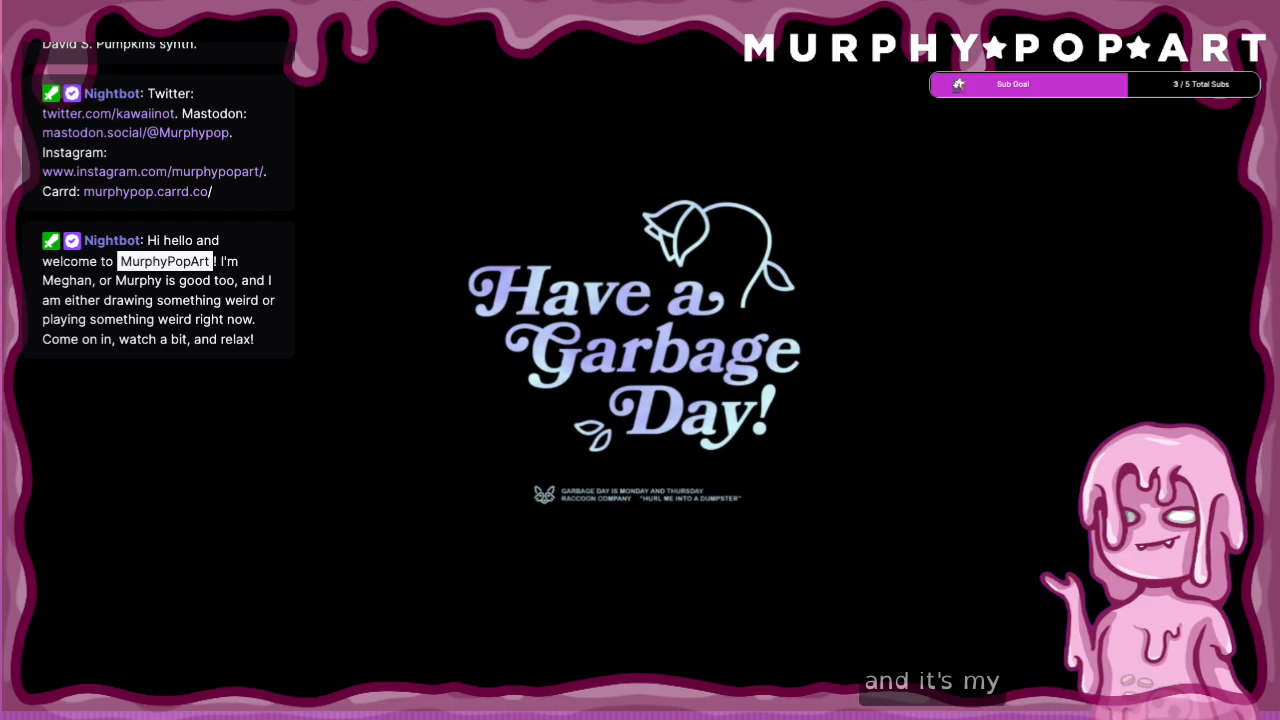 David S. Pumpkins synth.
MURPHY★POP★ART
Sub Goal
3 / 5 Total Subs
Nightbot: Twitter:
twitter.com/kawaiinot. Mastodon:
mastodon.social/@Murphypop.
Instagram:
www.instagram.com/murphypopart/.
Carrd: murphypop.carrd.co/
Nightbot: Hi hello and
welcome to MurphyPopArt! I'm
Meghan, or Murphy is good too, and I
am either drawing something weird or
playing something weird right now.
Come on in, watch a bit, and relax!
Have a
Garbage
Day!
GARBAGE DAY IS MONDAY AND THURSDAY
RACCOON COMPANY "HURL ME INTO A DUMPSTER"
and it's my